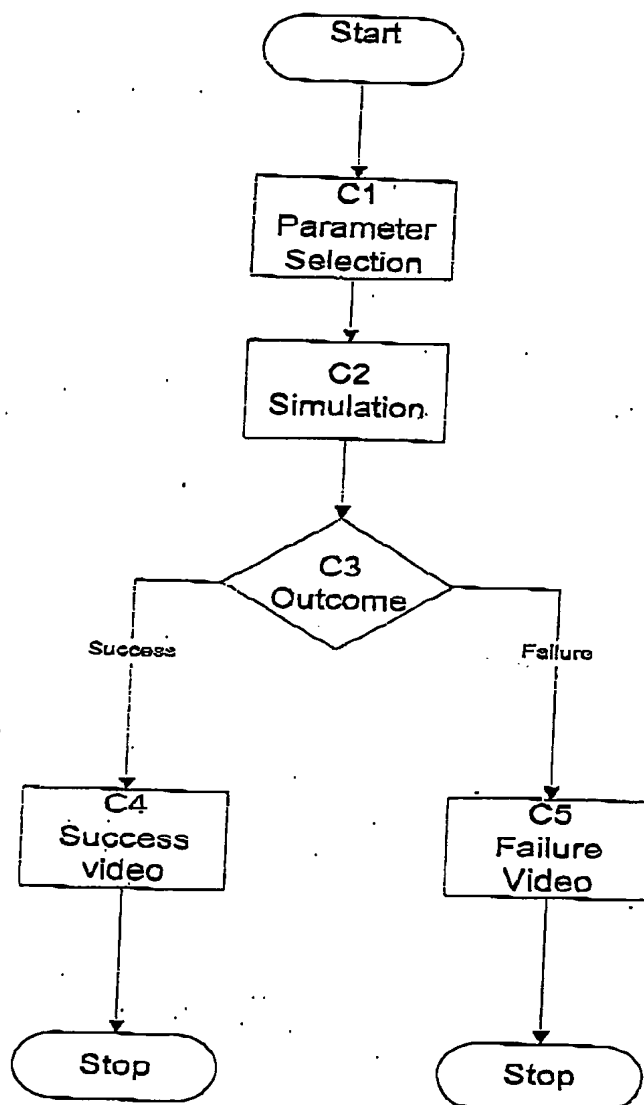 Start
C1
Parameter
Selection
C2
Simulation
C3
Outcome
Success
Failure
C4
Success
video
C5
Failure
Video
Stop
Stop